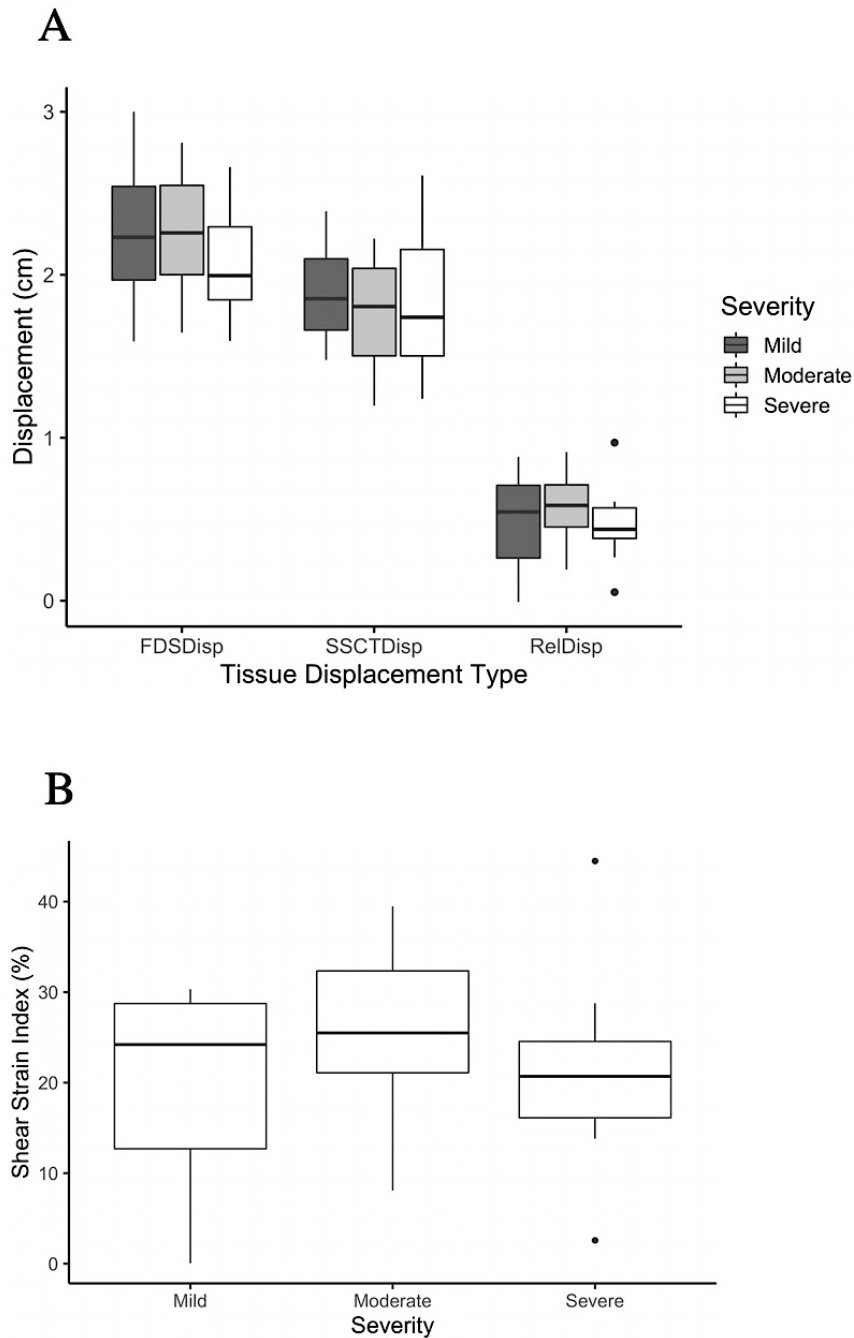 A
3
2
1
0
Displacement (cm)
FDSDisp SSCTDisp RelDisp
Tissue Displacement Type
Severity
Mild
Moderate
Severe
B
40
30
20
10
0
Shear Strain Index (%)
Mild Moderate Severe
Severity